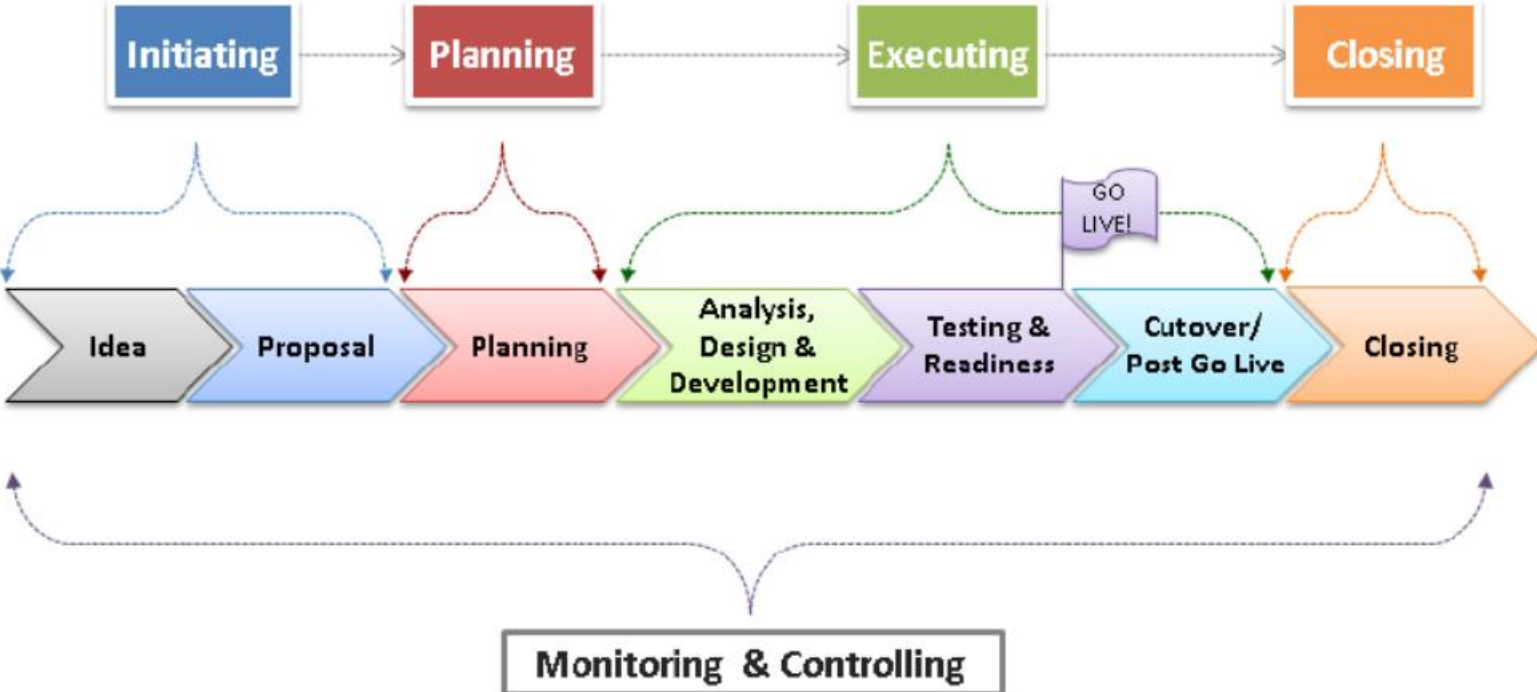 Initiating
Planning
Executing
Closing
GO
LIVE!
Idea
Proposal
Planning
Analysis,
Design &
Development
Testing &
Readiness
Cutover/
Post Go Live
Closing
Monitoring & Controlling